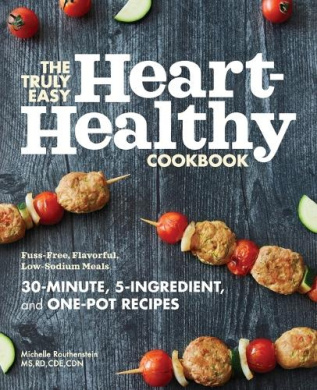 THE
TRULY
EASY
Heart-
Healthy
COOKBOOK
Fuss-Free, Flavorful,
Low-Sodium Meals
30-MINUTE, 5-INGREDIENT,
and ONE-POT RECIPES
Michelle Routhenstein
MS, RD, CDE, CDN